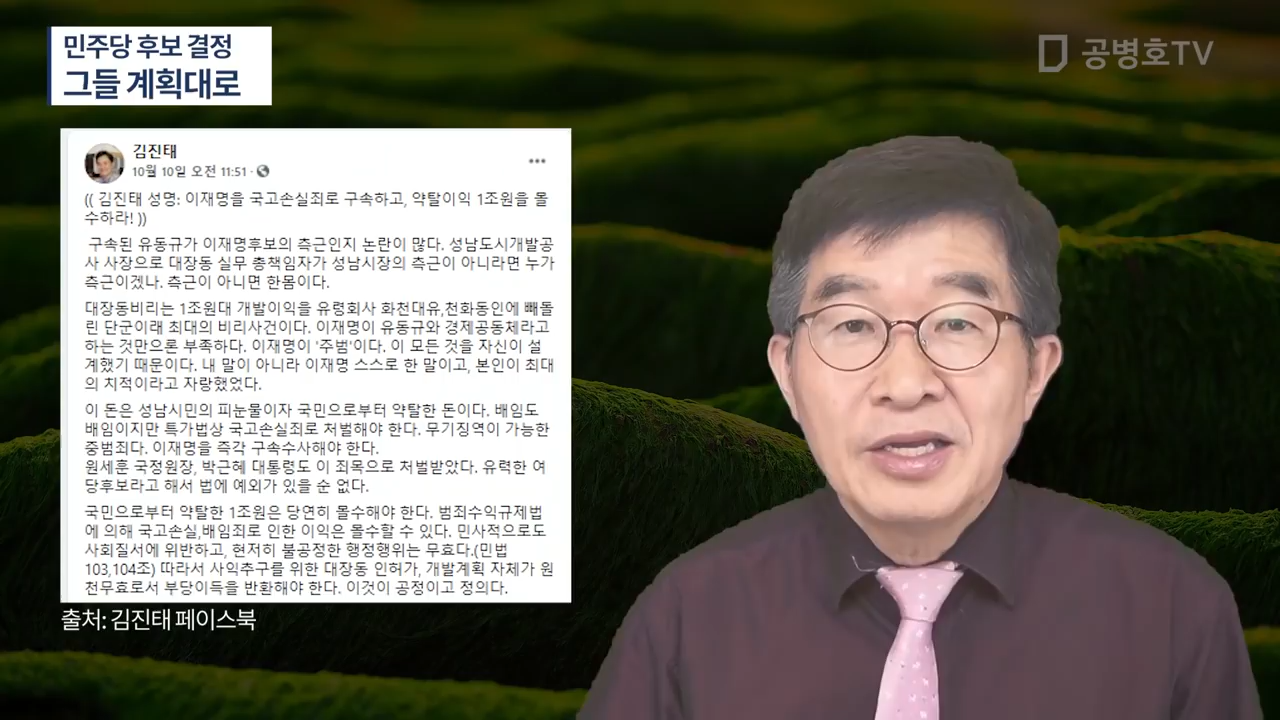 민주당 후보 결정
그들 계획대로
공병호TV
김진태
10월 10일 오전 11:51 ·
(( 김진태 성명: 이재명을 국고손실죄로 구속하고, 약탈이익 1조원을 몰
수하라! ))
구속된 유동규가 이재명후보의 측근인지 논란이 많다. 성남도시개발공
사 사장으로 대장동 실무 총책임자가 성남시장의 측근이 아니라면 누가
측근이겠나. 측근이 아니면 한몸이다.
대장동비리는 1조원대 개발이익을 유령회사 화천대유,천화동인에 빼돌
린 단군이래 최대의 비리사건이다. 이재명이 유동규와 경제공동체라고
하는 것만으론 부족하다. 이재명이 '주범'이다. 이 모든 것을 자신이 설
계했기 때문이다. 내 말이 아니라 이재명 스스로 한 말이고, 본인이 최대
의 치적이라고 자랑했었다.
이 돈은 성남시민의 피눈물이자 국민으로부터 약탈한 돈이다. 배임도
배임이지만 특가법상 국고손실죄로 처벌해야 한다. 무기징역이 가능한
중범죄다. 이재명을 즉각 구속수사해야 한다.
원세훈 국정원장, 박근혜 대통령도 이 죄목으로 처벌받았다. 유력한 여
당후보라고 해서 법에 예외가 있을 순 없다.
국민으로부터 약탈한 1조원은 당연히 몰수해야 한다. 범죄수익규제법
에 의해 국고손실,배임죄로 인한 이익은 몰수할 수 있다. 민사적으로도
사회질서에 위반하고, 현저히 불공정한 행정행위는 무효다.(민법
103,104조) 따라서 사익추구를 위한 대장동 인허가, 개발계획 자체가 원
천무효로서 부당이득을 반환해야 한다. 이것이 공정이고 정의다.
출처: 김진태 페이스북